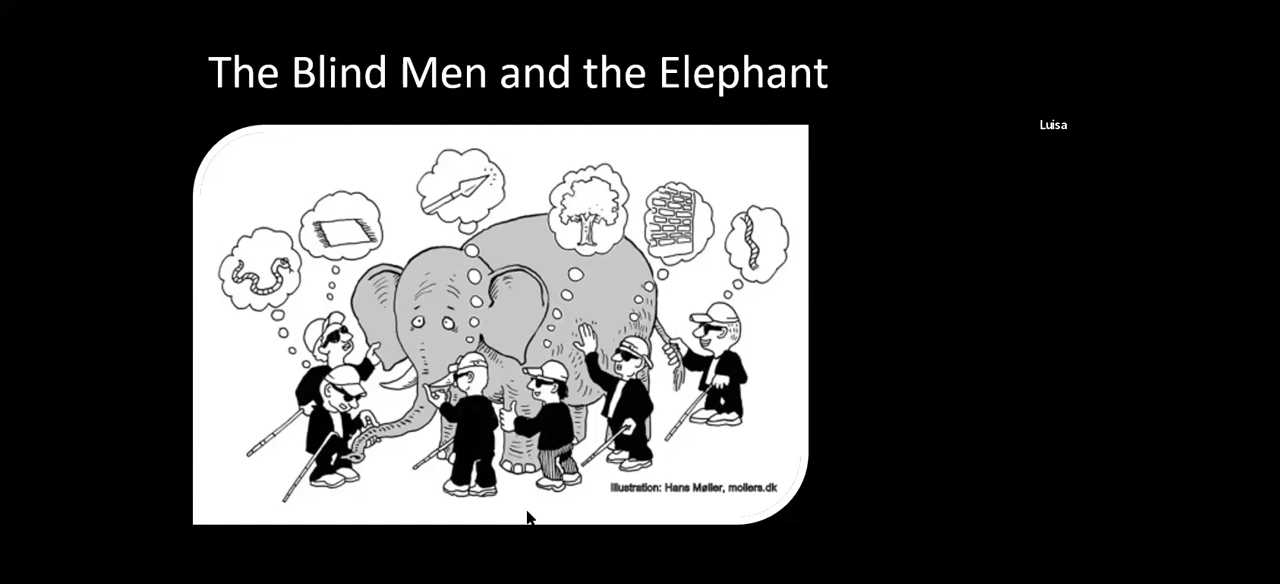 The Blind Men and the Elephant
Luisa
Illustration: Hans Møller, mollers.dk